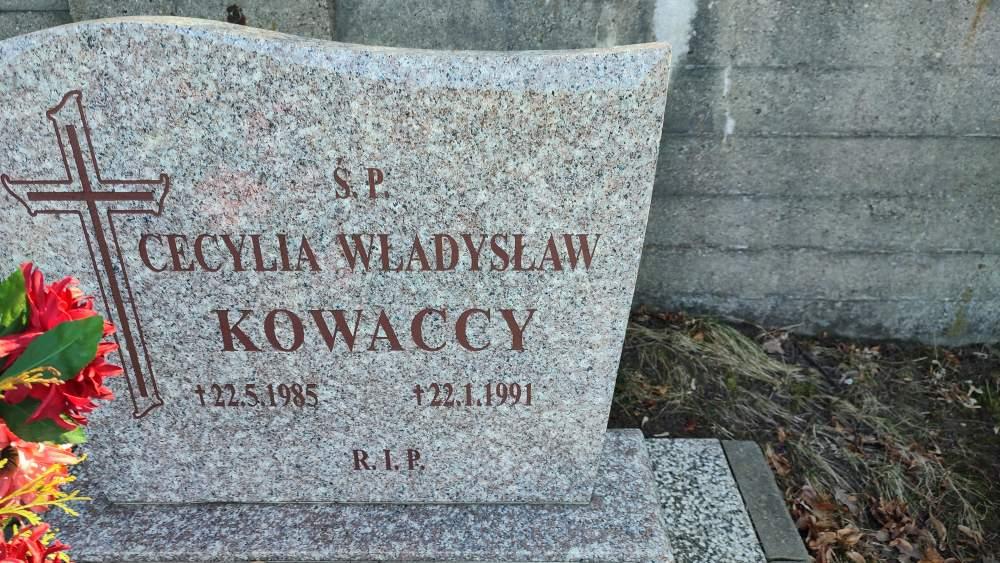 Ś. P.
CECYLIA WŁADYSŁAW
KOWACCY
†22.5.1985 †22.1.1991
R. I. P.